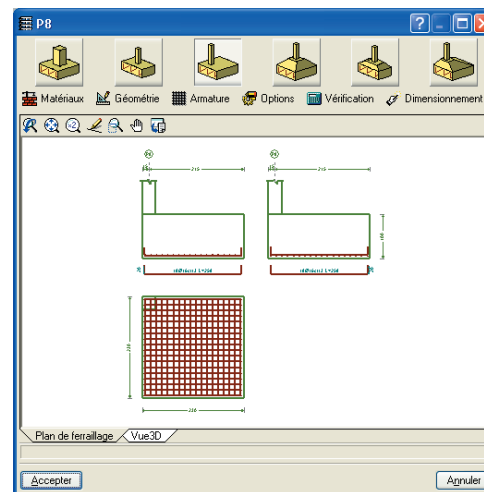 P8
Matériaux Géométrie Armature Options Vérification Dimensionnement
Plan de ferraillage Vue3D
Accepter Annuler